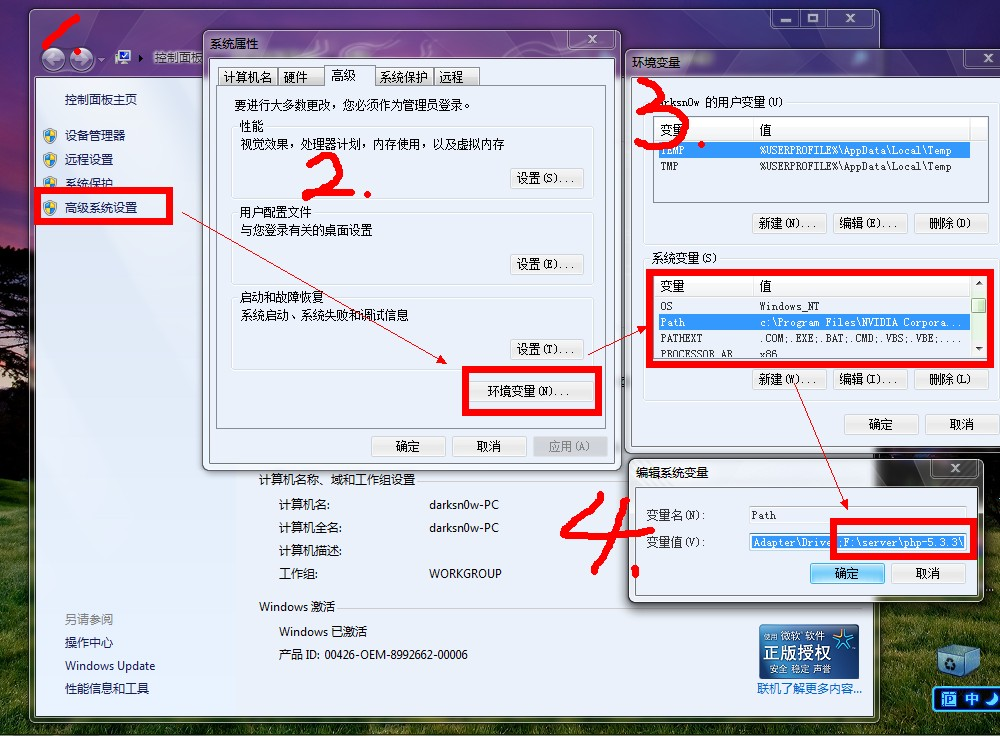 1.
控制面板
控制面板主页
设备管理器
远程设置
系统保护
高级系统设置
另请参阅
操作中心
Windows Update
性能信息和工具
系统属性
计算机名 硬件 高级 系统保护 远程
要进行大多数更改，您必须作为管理员登录。
性能
视觉效果，处理器计划，内存使用，以及虚拟内存
2.
设置(S)...
用户配置文件
与您登录有关的桌面设置
设置(E)...
启动和故障恢复
系统启动、系统失败和调试信息
设置(T)...
环境变量(N)...
确定 取消 应用(A)
计算机名称、域和工作组设置
计算机名: darksn0w-PC
计算机全名: darksn0w-PC
计算机描述:
工作组: WORKGROUP
Windows 激活
Windows 已激活
产品 ID: 00426-OEM-8992662-00006
使用 微软 软件
正版授权
安全 稳定 声誉
联机了解更多内容...
环境变量
3.
darksn0w 的用户变量(U)
变量 值
TEMP %USERPROFILE%\AppData\Local\Temp
TMP %USERPROFILE%\AppData\Local\Temp
新建(N)... 编辑(E)... 删除(D)
系统变量(S)
变量 值
OS Windows_NT
Path c:\Program Files\NVIDIA Corpora...
PATHEXT .COM;.EXE;.BAT;.CMD;.VBS;.VBE;....
PROCESSOR_AR x86
新建(W)... 编辑(I)... 删除(L)
确定 取消
编辑系统变量
4.
变量名(N): Path
变量值(V): Adapter\Drive ;F:\server\php-5.3.3\
确定 取消
中